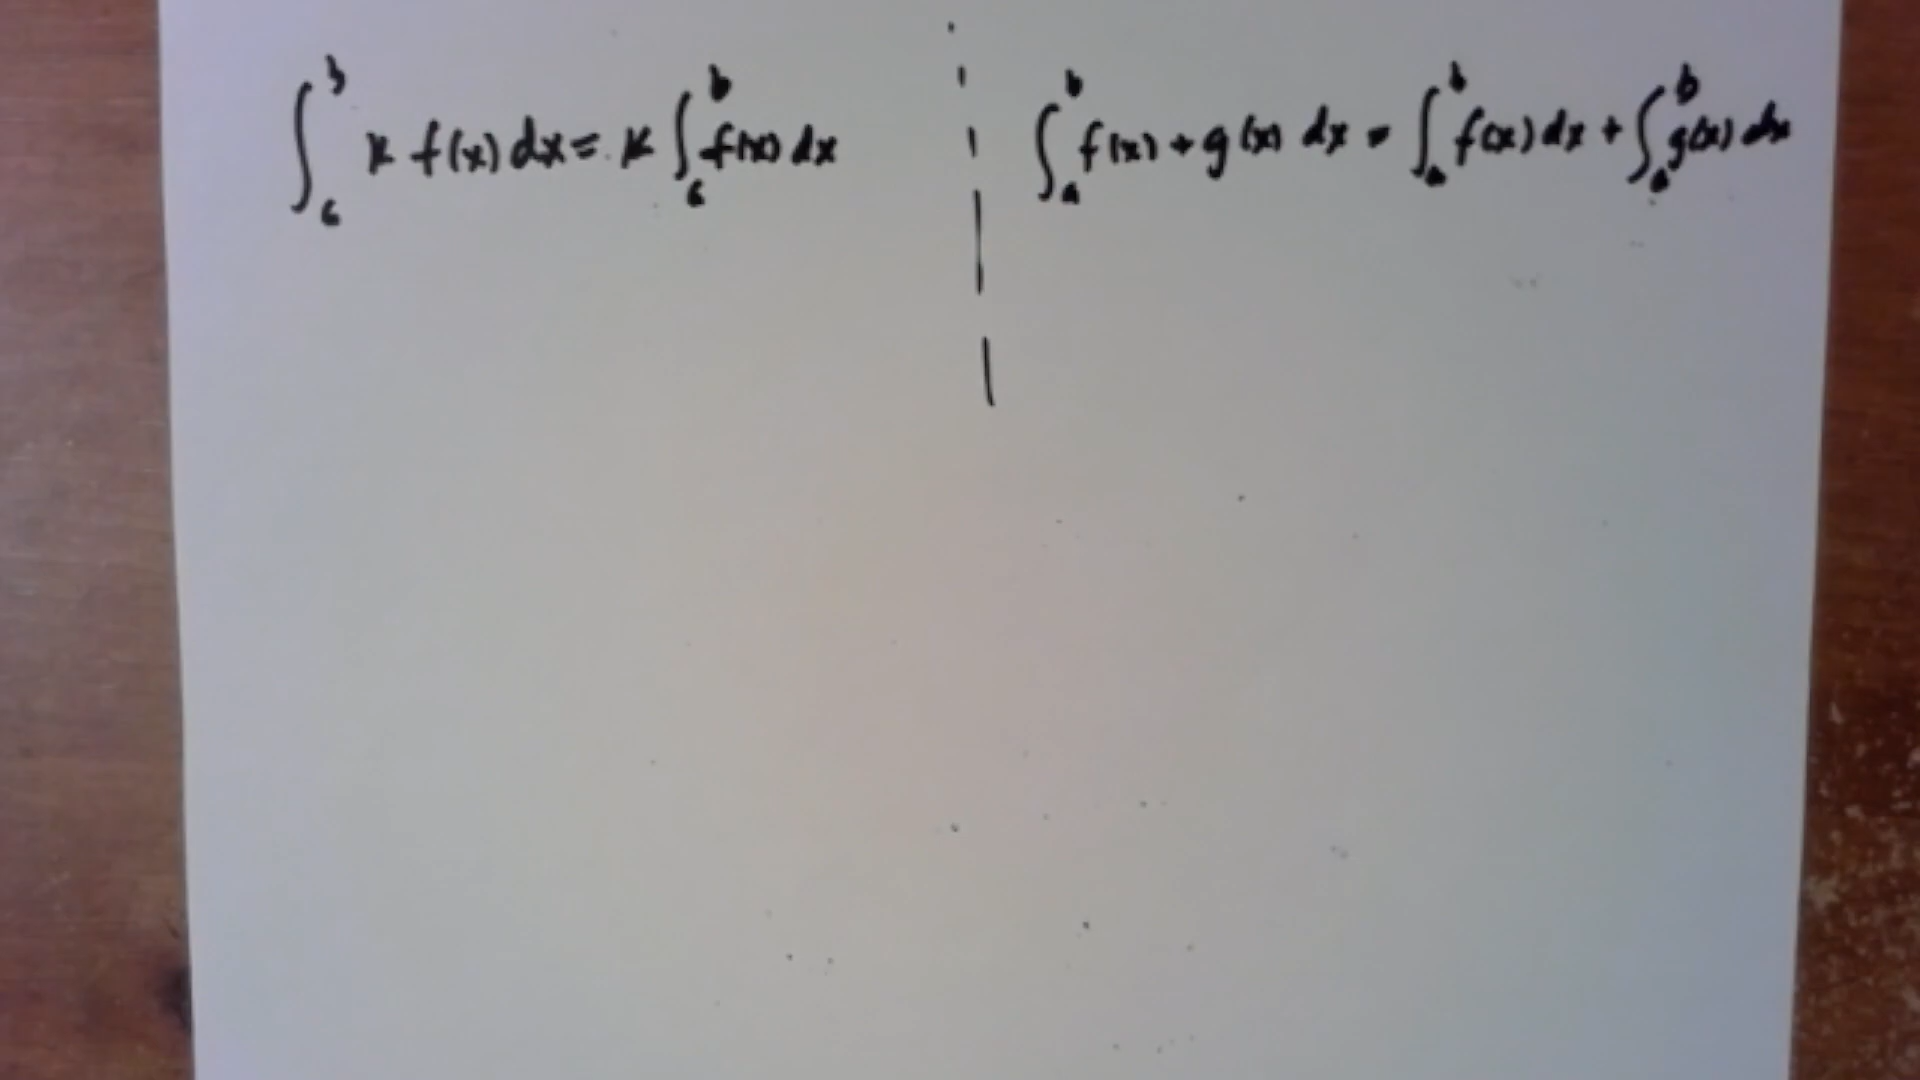 ∫_a^b k f(x) dx = k ∫_a^b f(x) dx
∫_a^b f(x) + g(x) dx = ∫_a^b f(x) dx + ∫_a^b g(x) dx